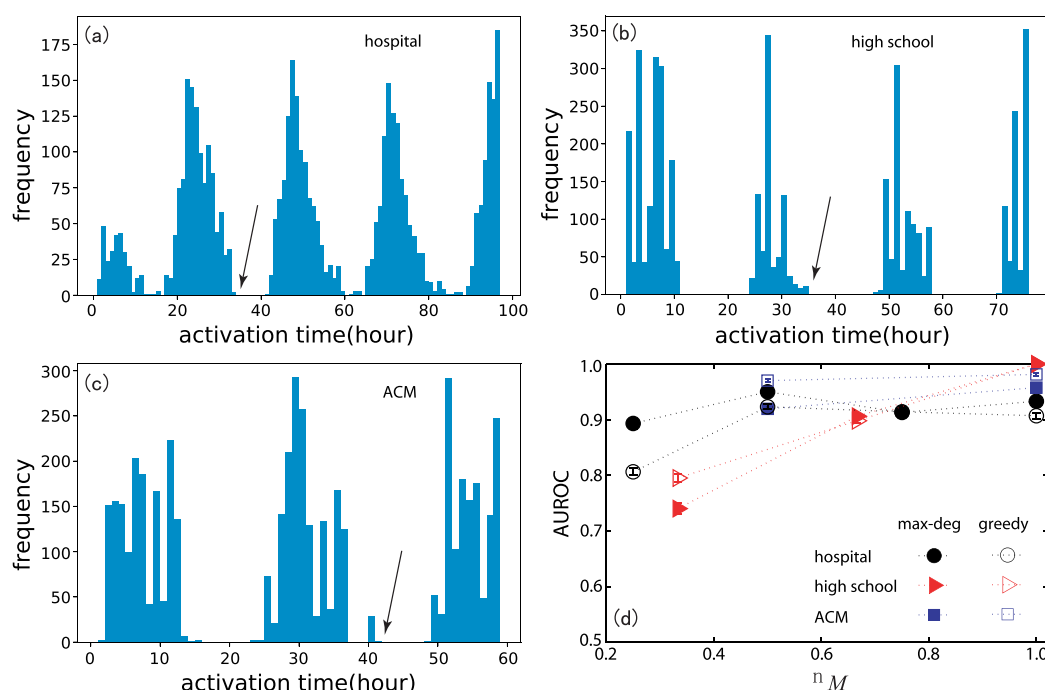 (a)
hospital
175
150
125
100
75
50
25
0
frequency
0 20 40 60 80 100
activation time(hour)
(b)
high school
350
300
250
200
150
100
50
0
frequency
0 10 20 30 40 50 60 70
activation time(hour)
(c)
ACM
300
250
200
150
100
50
0
frequency
0 10 20 30 40 50 60
activation time(hour)
1.0
0.9
0.8
0.7
0.6
0.5
AUROC
max-deg greedy
hospital
high school
ACM
(d)
0.2 0.4 0.6 0.8 1.0
n M